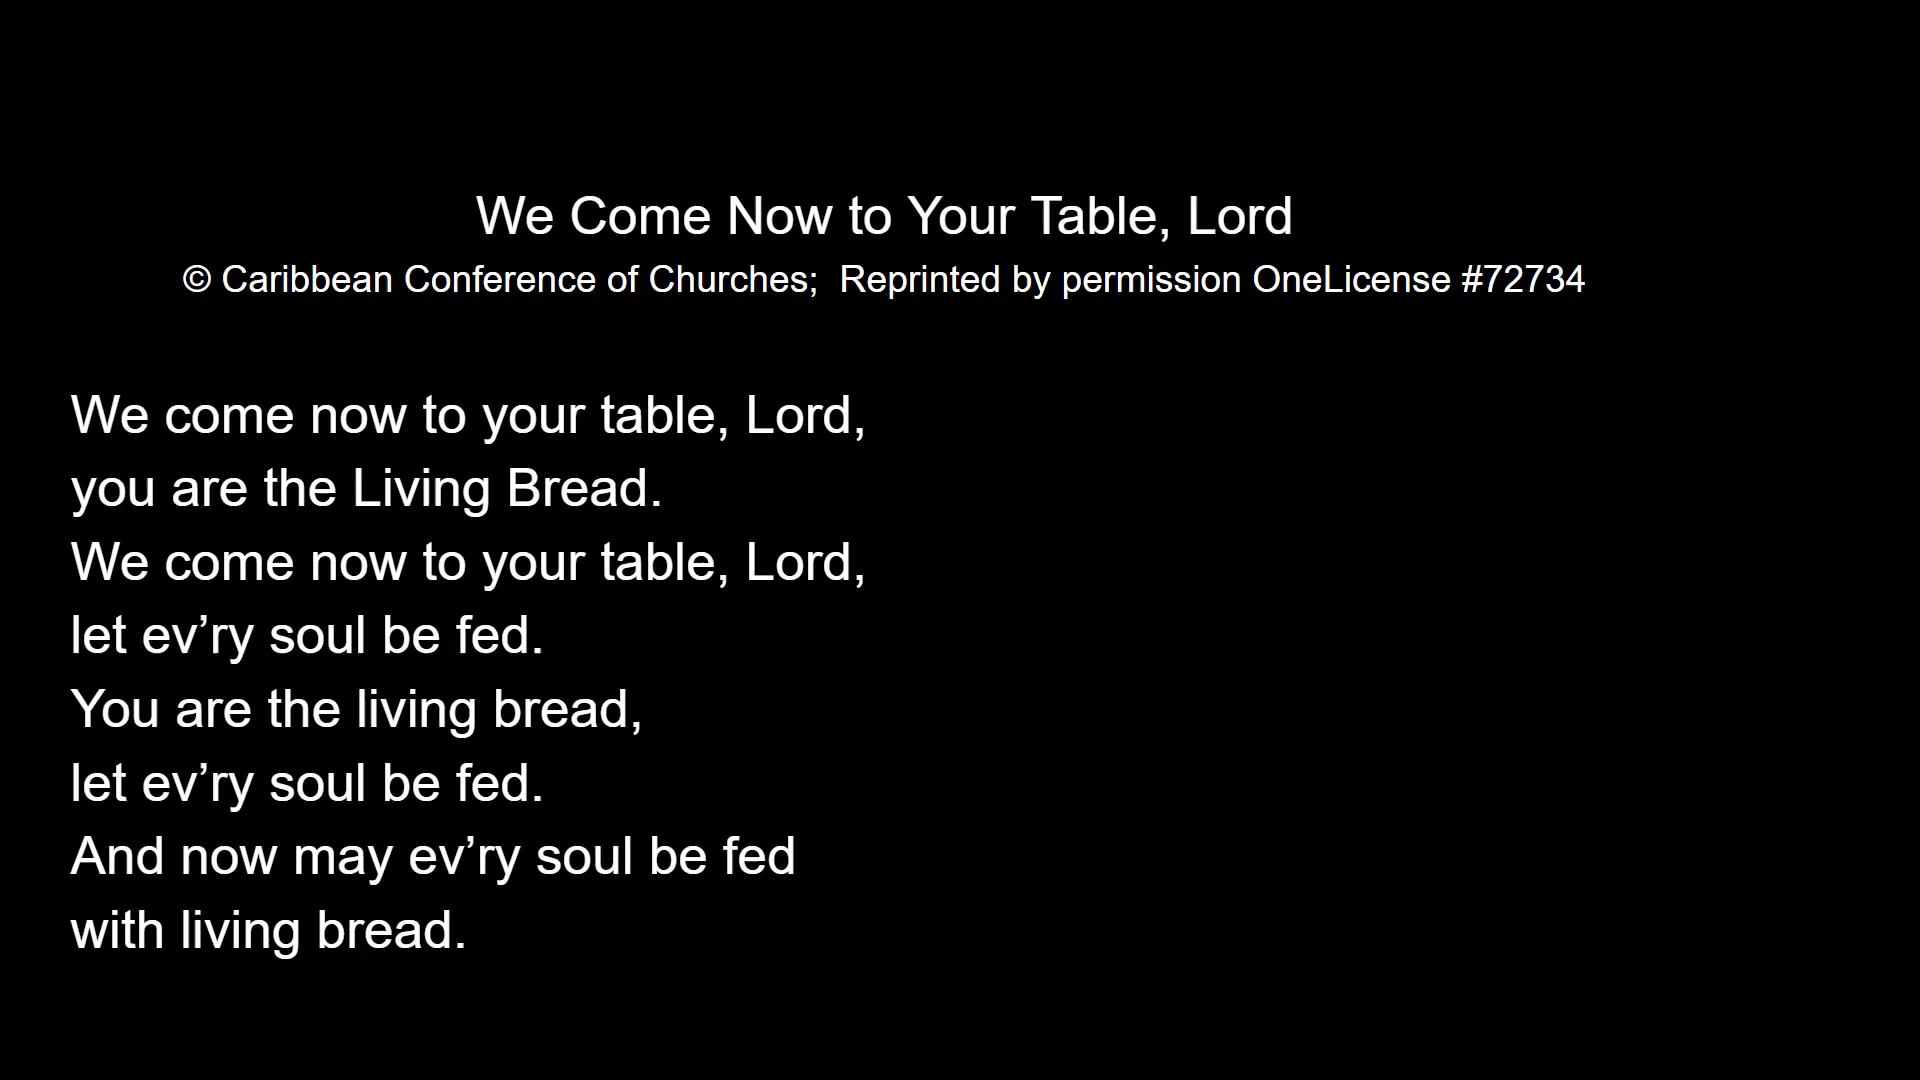 We Come Now to Your Table, Lord
© Caribbean Conference of Churches;  Reprinted by permission OneLicense #72734
We come now to your table, Lord,
you are the Living Bread.
We come now to your table, Lord,
let ev’ry soul be fed.
You are the living bread,
let ev’ry soul be fed.
And now may ev’ry soul be fed
with living bread.